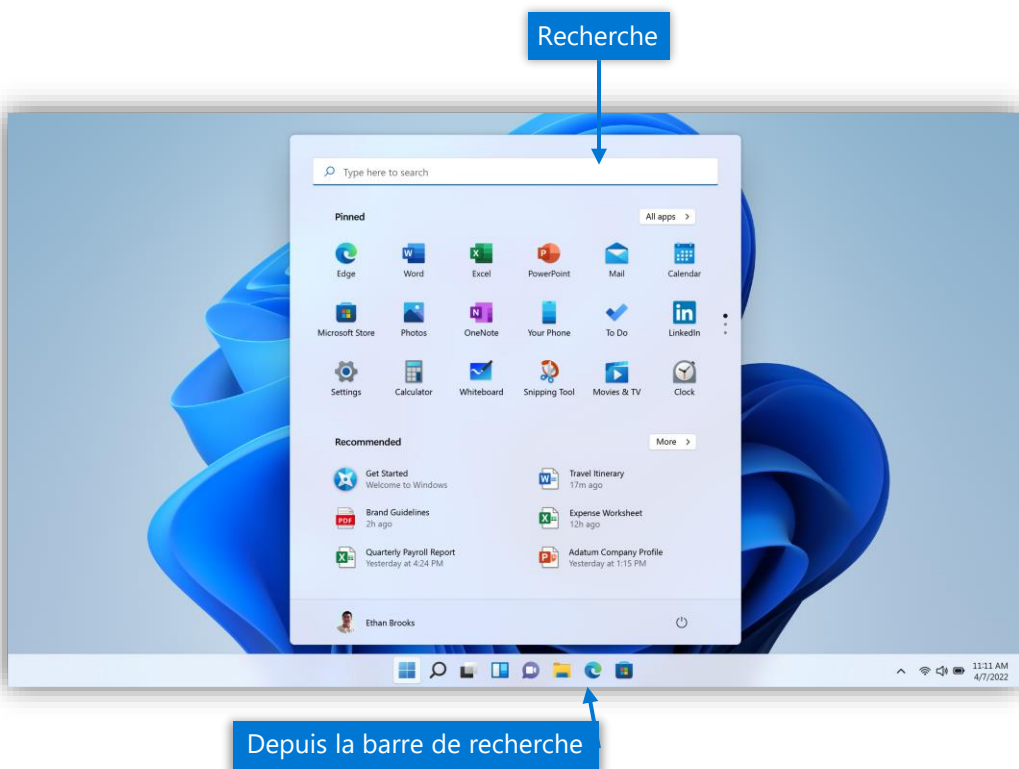 Recherche
Type here to search
Pinned
All apps >
Edge Word Excel PowerPoint Mail Calendar
Microsoft Store Photos OneNote Your Phone To Do LinkedIn
Settings Calculator Whiteboard Snipping Tool Movies & TV Clock
Recommended
More >
Get Started
Welcome to Windows
Travel Itinerary
17m ago
Brand Guidelines
2h ago
Expense Worksheet
12h ago
Quarterly Payroll Report
Yesterday at 4:24 PM
Adatum Company Profile
Yesterday at 1:15 PM
Ethan Brooks
11:11 AM
4/7/2022
Depuis la barre de recherche